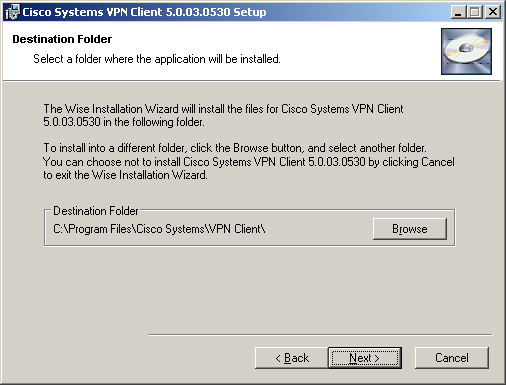 Cisco Systems VPN Client 5.0.03.0530 Setup
Destination Folder
Select a folder where the application will be installed.
The Wise Installation Wizard will install the files for Cisco Systems VPN Client
5.0.03.0530 in the following folder.
To install into a different folder, click the Browse button, and select another folder.
You can choose not to install Cisco Systems VPN Client 5.0.03.0530 by clicking Cancel
to exit the Wise Installation Wizard.
Destination Folder
C:\Program Files\Cisco Systems\VPN Client\
Browse
< Back
Next >
Cancel